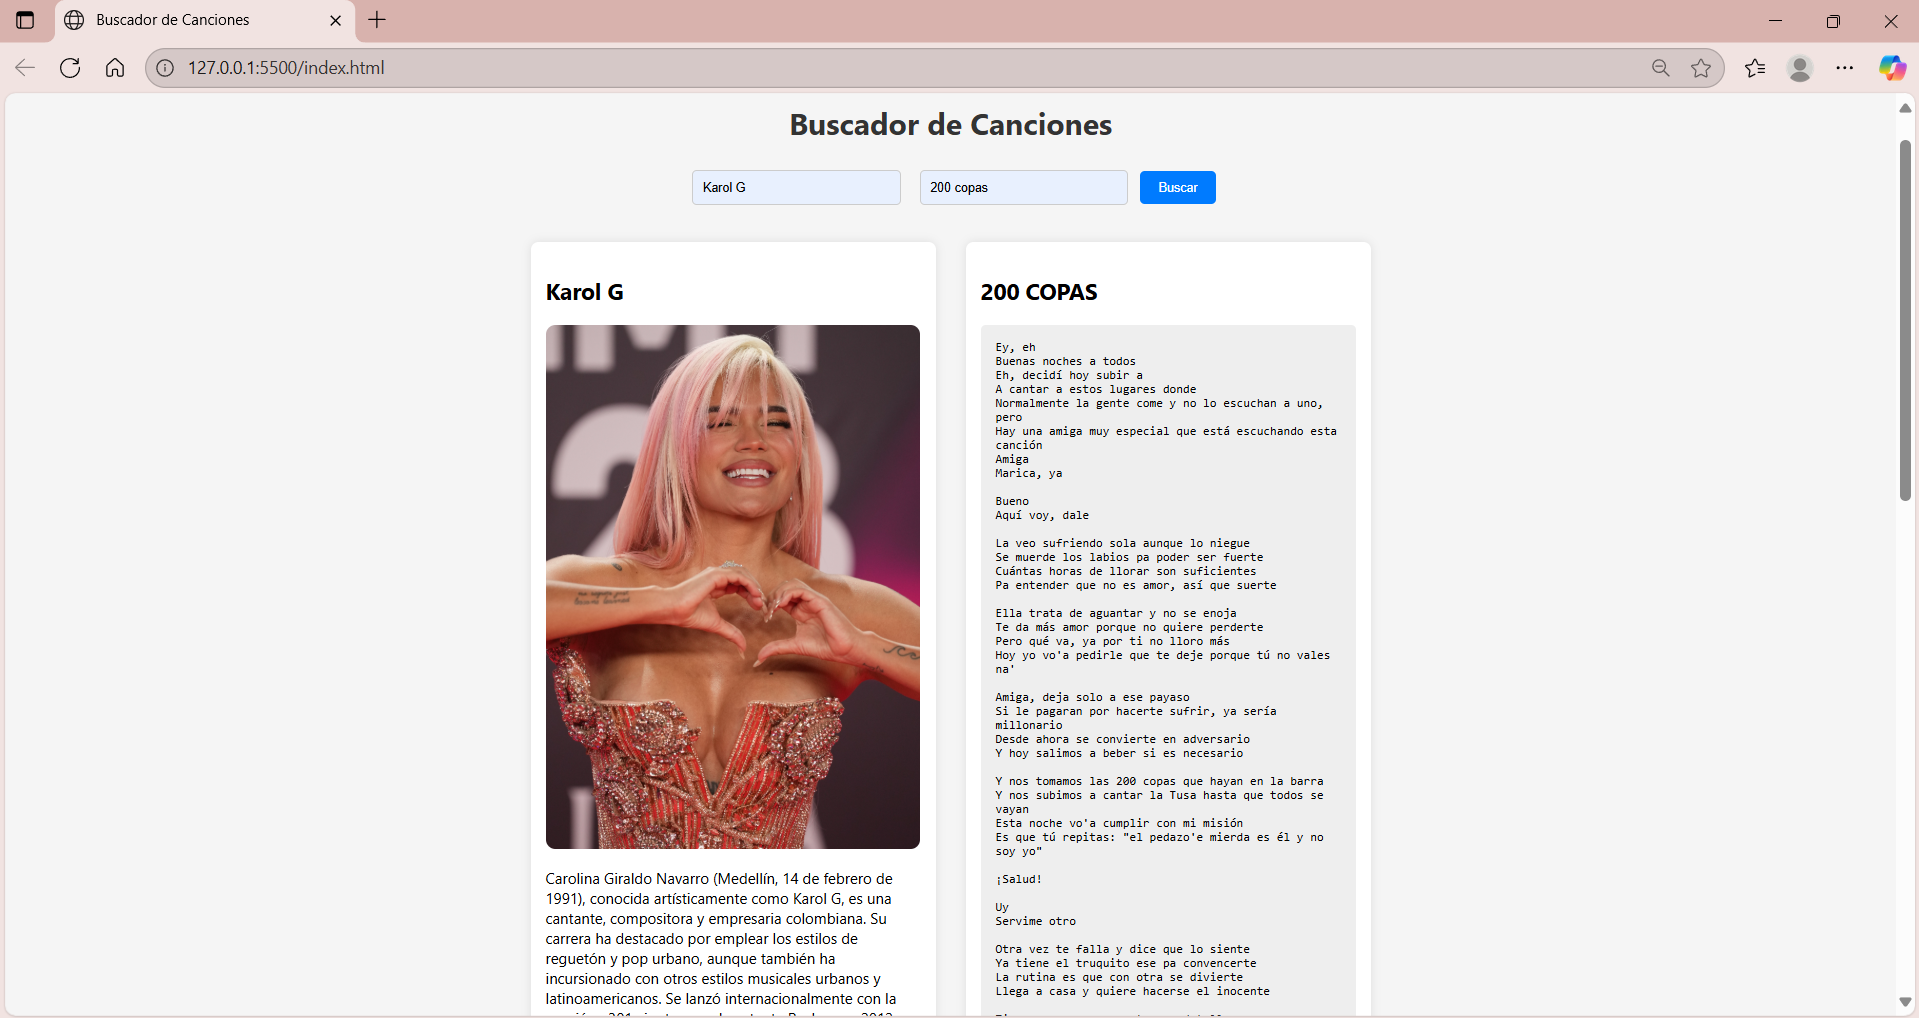 Buscador de Canciones
127.0.0.1:5500/index.html
Buscador de Canciones
Karol G
200 copas
Buscar
Karol G
Carolina Giraldo Navarro (Medellín, 14 de febrero de
1991), conocida artísticamente como Karol G, es una
cantante, compositora y empresaria colombiana. Su
carrera ha destacado por emplear los estilos de
reguetón y pop urbano, aunque también ha
incursionado con otros estilos musicales urbanos y
latinoamericanos. Se lanzó internacionalmente con la
200 COPAS
Ey, eh
Buenas noches a todos
Eh, decidí hoy subir a
A cantar a estos lugares donde
Normalmente la gente come y no lo escuchan a uno,
pero
Hay una amiga muy especial que está escuchando esta
canción
Amiga
Marica, ya
Bueno
Aquí voy, dale
La veo sufriendo sola aunque lo niegue
Se muerde los labios pa poder ser fuerte
Cuántas horas de llorar son suficientes
Pa entender que no es amor, así que suerte
Ella trata de aguantar y no se enoja
Te da más amor porque no quiere perderte
Pero qué va, ya por ti no lloro más
Hoy yo vo'a pedirle que te deje porque tú no vales
na'
Amiga, deja solo a ese payaso
Si le pagaran por hacerte sufrir, ya sería
millonario
Desde ahora se convierte en adversario
Y hoy salimos a beber si es necesario
Y nos tomamos las 200 copas que hayan en la barra
Y nos subimos a cantar la Tusa hasta que todos se
vayan
Esta noche vo'a cumplir con mi misión
Es que tú repitas: "el pedazo'e mierda es él y no
soy yo"
¡Salud!
Uy
Servime otro
Otra vez te falla y dice que lo siente
Ya tiene el truquito ese pa convencerte
La rutina es que con otra se divierte
Llega a casa y quiere hacerse el inocente